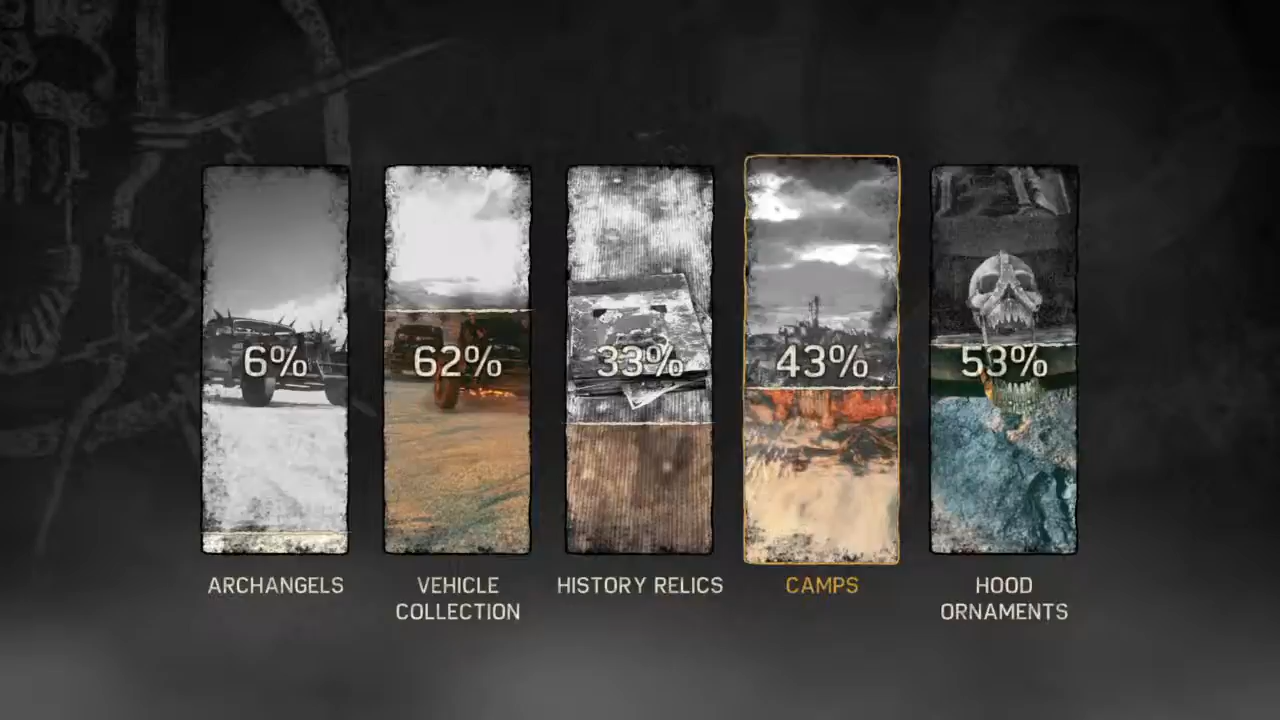 6%
62%
33%
43%
53%
ARCHANGELS
VEHICLE
COLLECTION
HISTORY RELICS
CAMPS
HOOD
ORNAMENTS